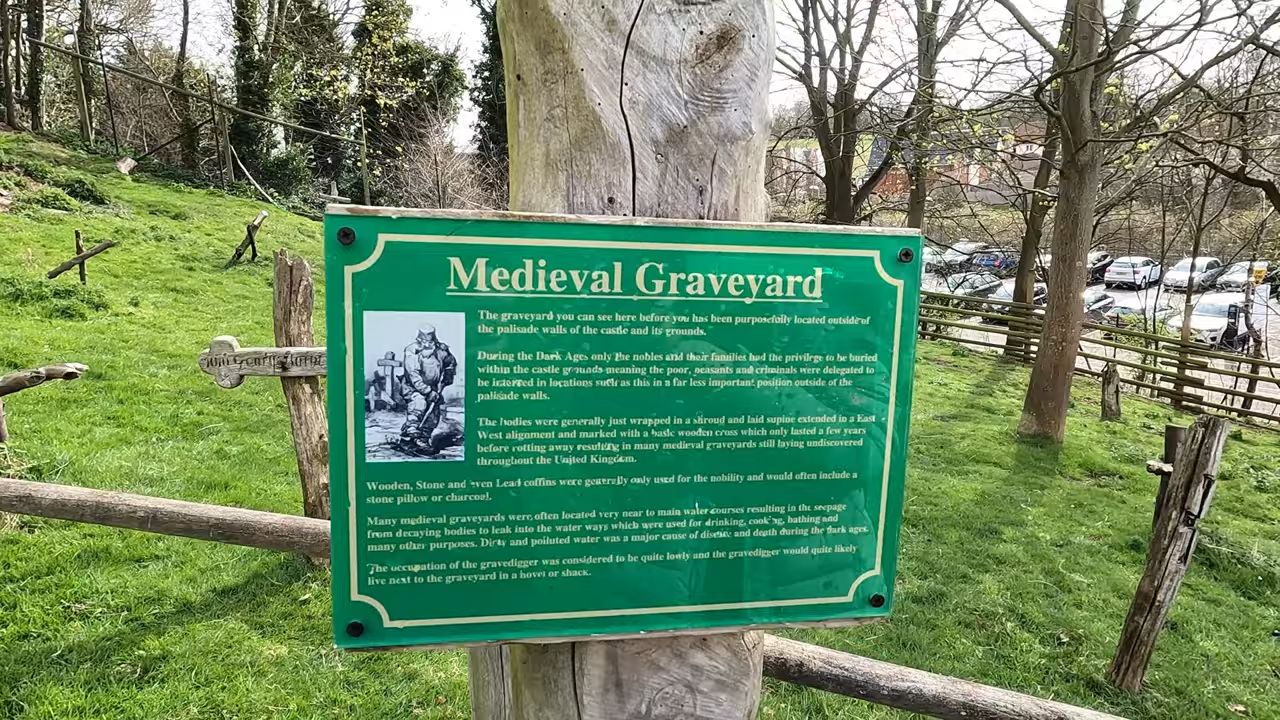 Medieval Graveyard
The graveyard you can see here before you has been purposefully located outside of
the palisade walls of the castle and its grounds.
During the Dark Ages only the nobles and their families had the privilege to be buried
within the castle grounds meaning the poor, peasants and criminals were delegated to
be interred in locations such as this in a far less important position outside of the
palisade walls.
The bodies were generally just wrapped in a shroud and laid supine extended in a East
West alignment and marked with a basic wooden cross which only lasted a few years
before rotting away resulting in many medieval graveyards still laying undiscovered
throughout the United Kingdom.
Wooden, Stone and even Lead coffins were generally only used for the nobility and would often include a
stone pillow or charcoal.
Many medieval graveyards were often located very near to main water courses resulting in the seepage
from decaying bodies to leak into the water ways which were used for drinking, cooking, bathing and
many other purposes. Dirty and polluted water was a major cause of disease and death during the dark ages.
The occupation of the gravedigger was considered to be quite lowly and the gravedigger would quite likely
live next to the graveyard in a hovel or shack.